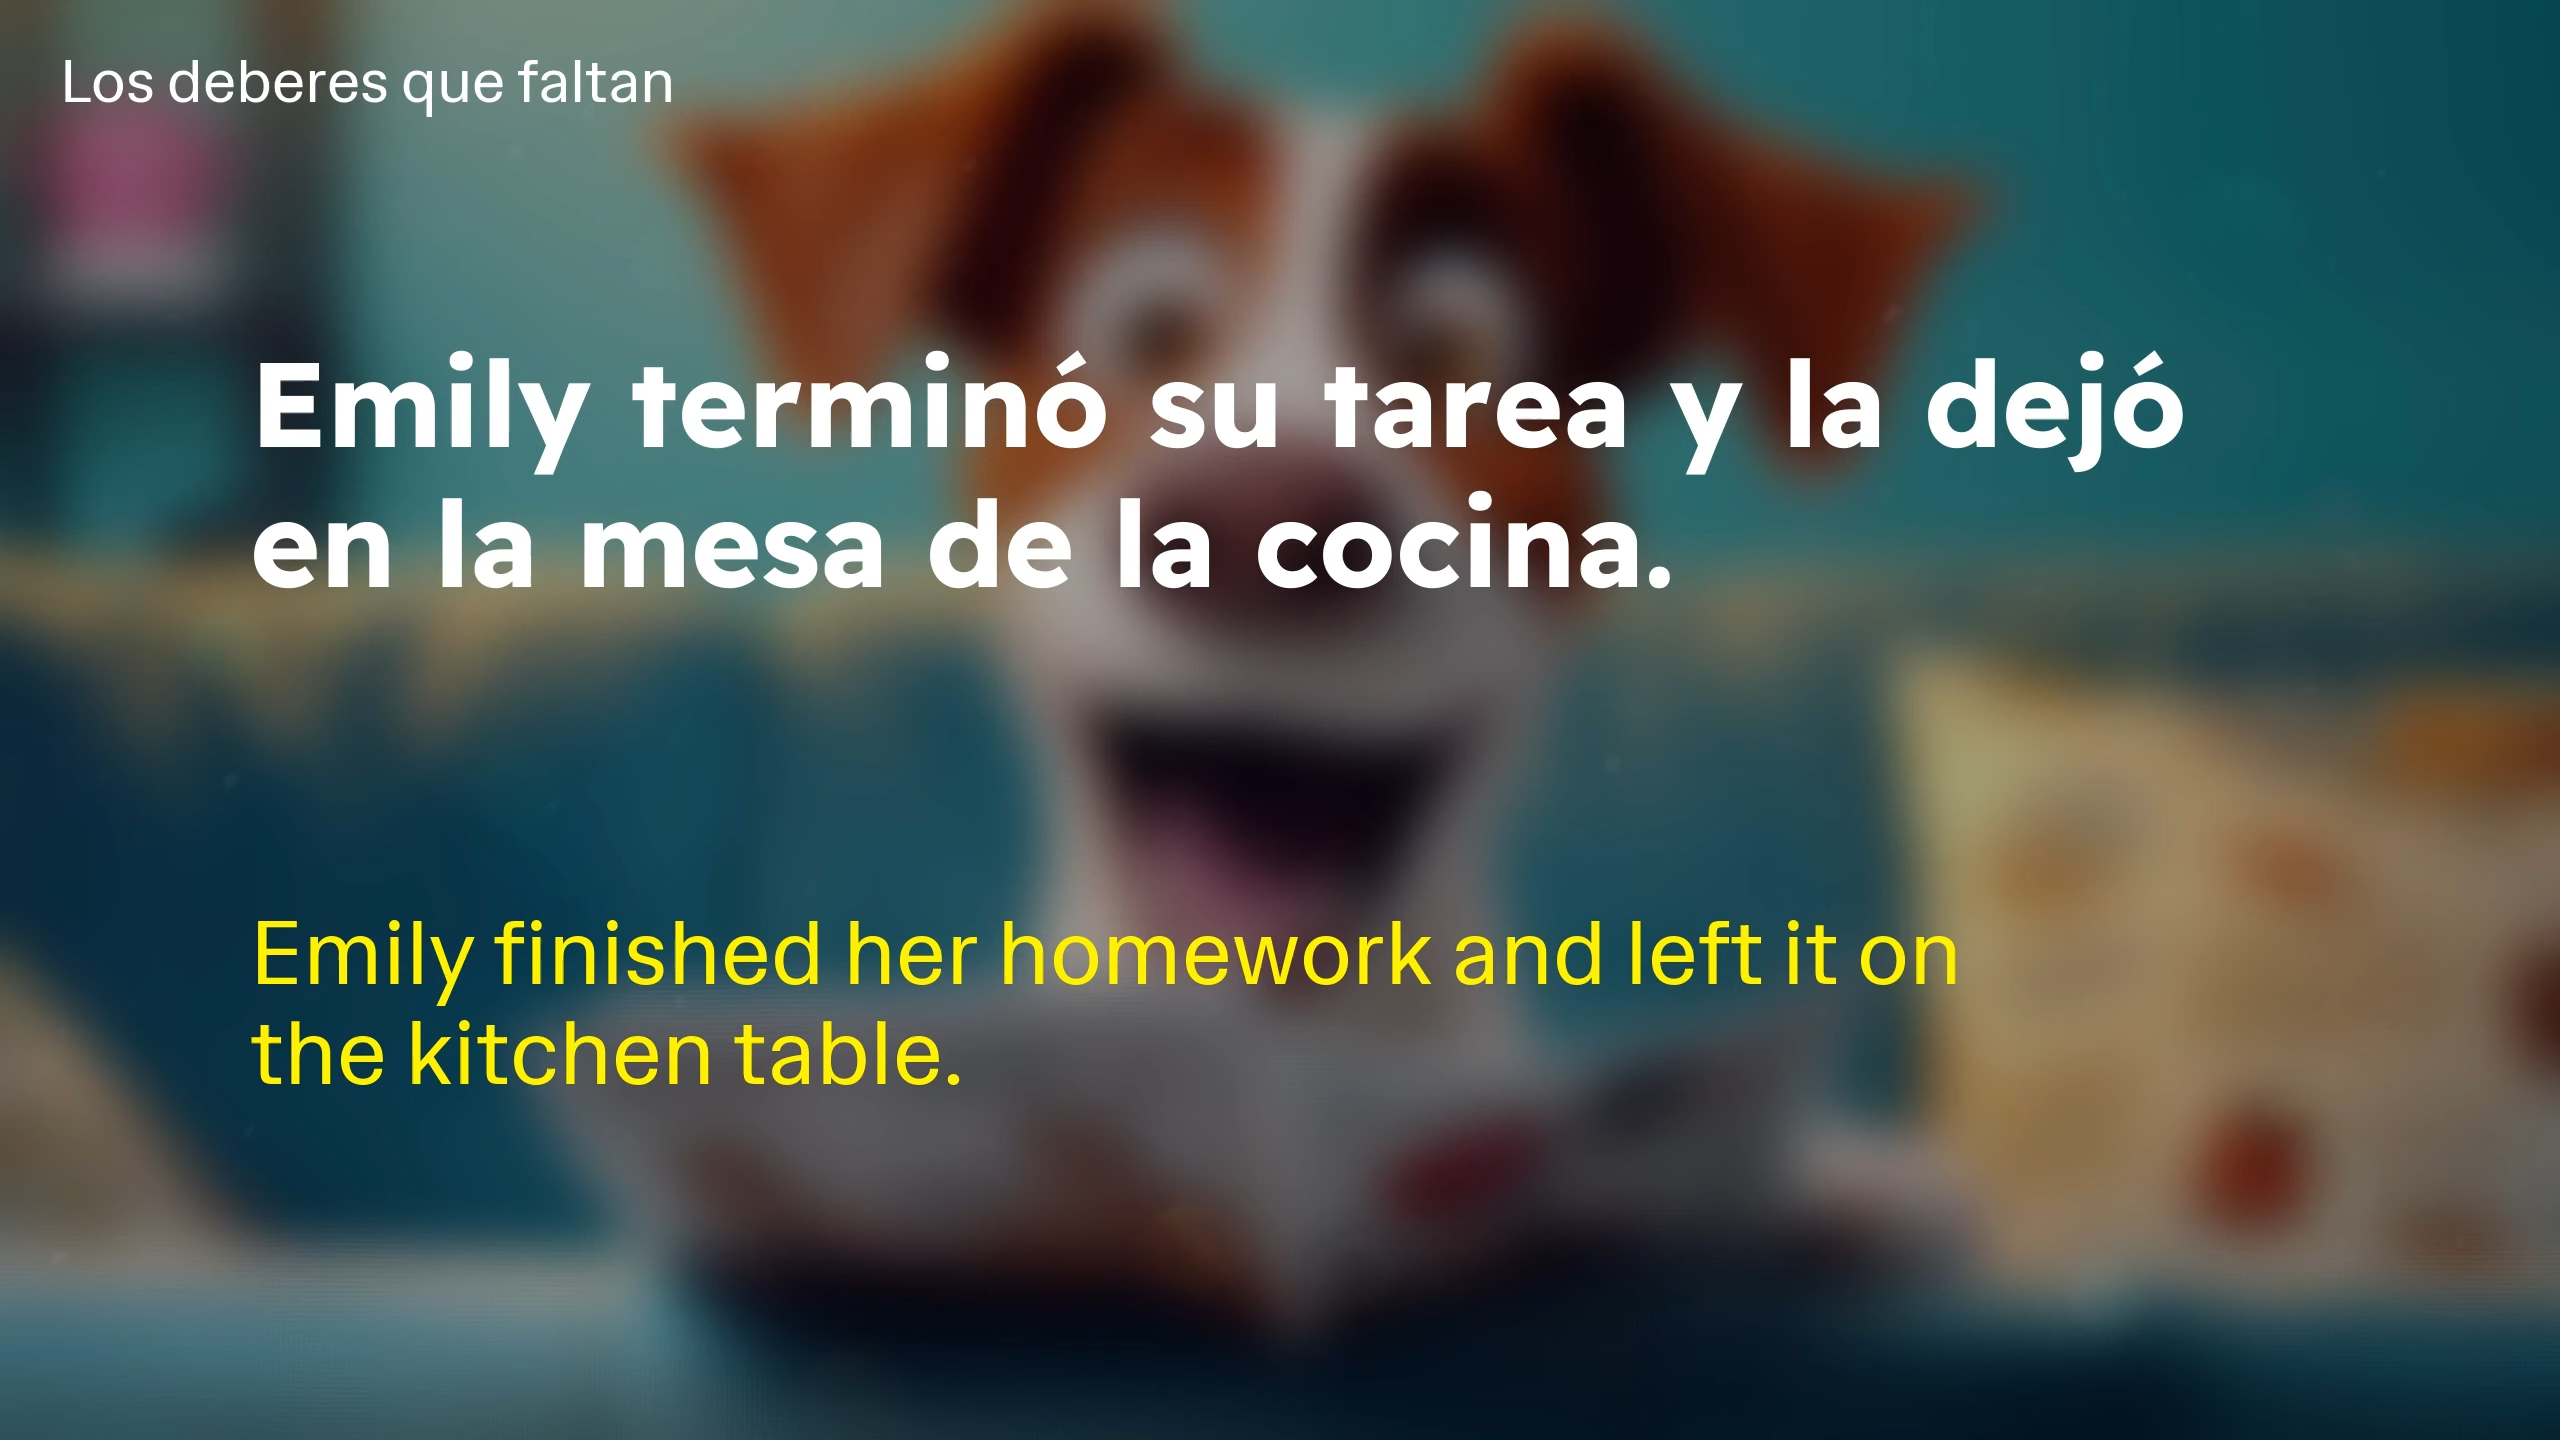 Los deberes que faltan
Emily terminó su tarea y la dejó
en la mesa de la cocina.
Emily finished her homework and left it on
the kitchen table.